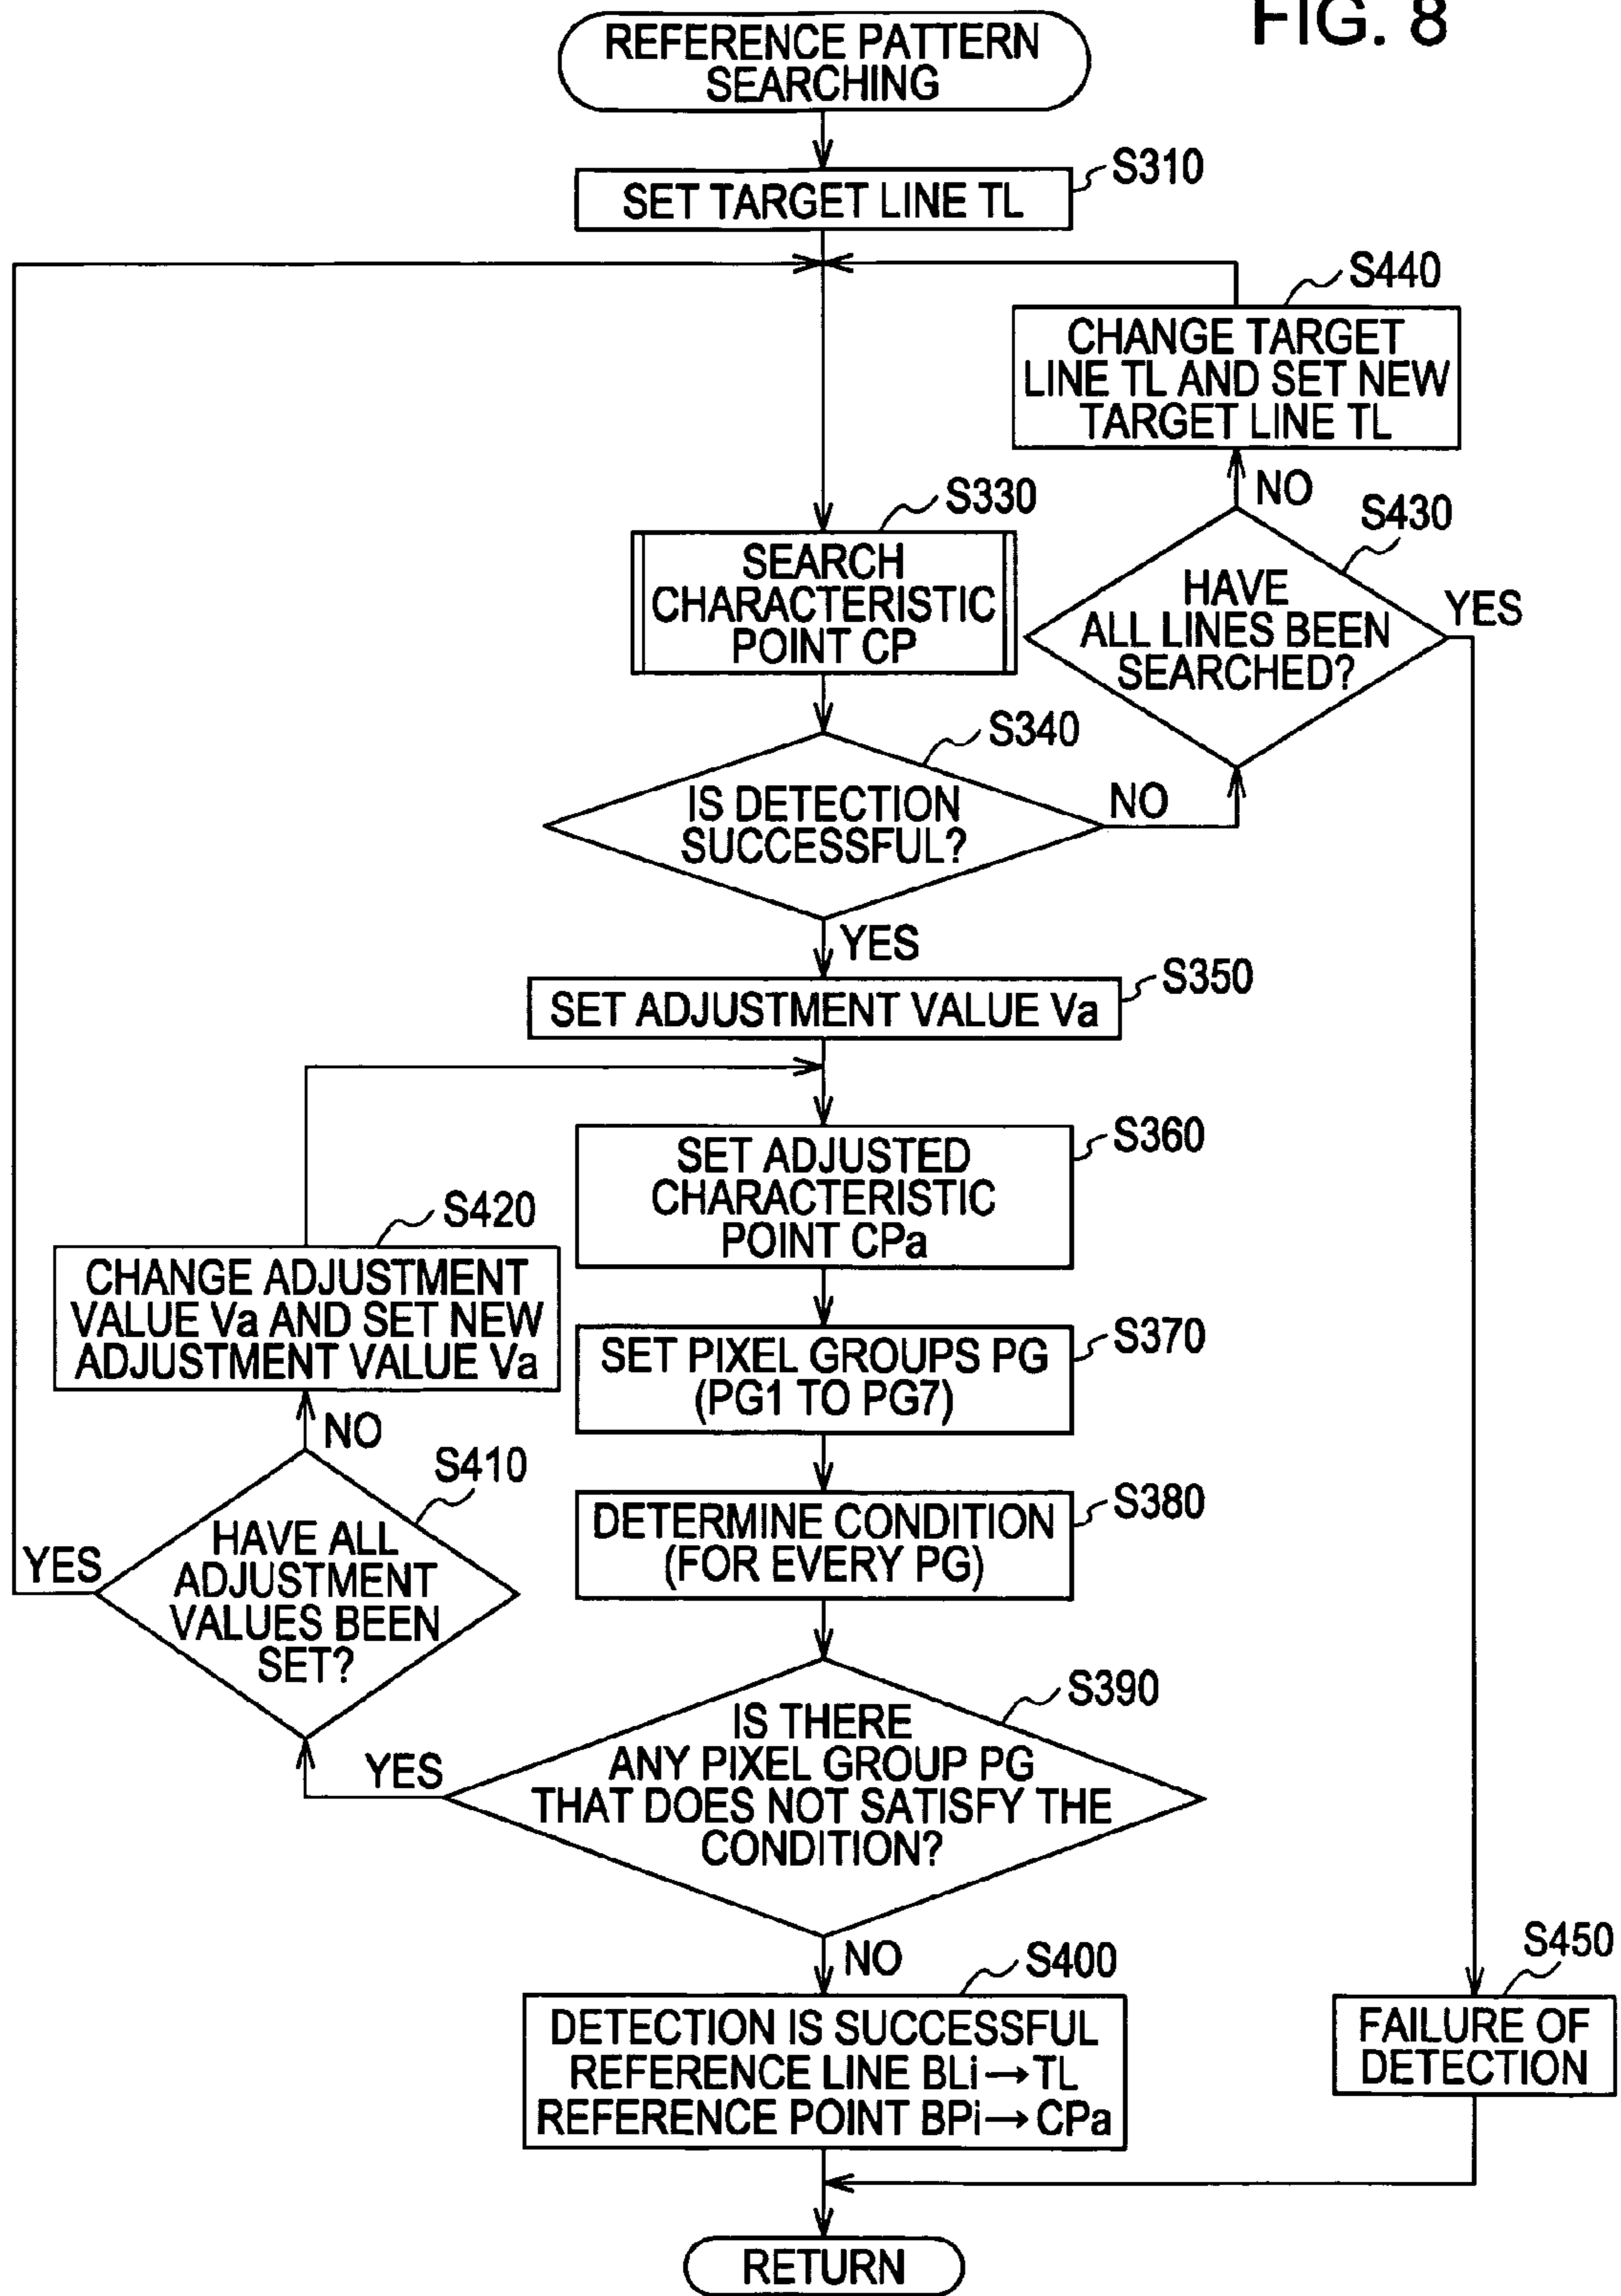 FIG. 8
REFERENCE PATTERN
SEARCHING
S310
SET TARGET LINE TL
S440
CHANGE TARGET
LINE TL AND SET NEW
TARGET LINE TL
NO
S430
HAVE
ALL LINES BEEN
SEARCHED?
YES
S330
SEARCH
CHARACTERISTIC
POINT CP
S340
IS DETECTION
SUCCESSFUL?
NO
YES
S350
SET ADJUSTMENT VALUE Va
S360
SET ADJUSTED
CHARACTERISTIC
POINT CPa
S420
CHANGE ADJUSTMENT
VALUE Va AND SET NEW
ADJUSTMENT VALUE Va
S370
SET PIXEL GROUPS PG
(PG1 TO PG7)
NO
S410
HAVE ALL
ADJUSTMENT
VALUES BEEN
SET?
YES
S380
DETERMINE CONDITION
(FOR EVERY PG)
S390
IS THERE
ANY PIXEL GROUP PG
THAT DOES NOT SATISFY THE
CONDITION?
YES
NO
S400
DETECTION IS SUCCESSFUL
REFERENCE LINE BLi→TL
REFERENCE POINT BPi→CPa
S450
FAILURE OF
DETECTION
RETURN